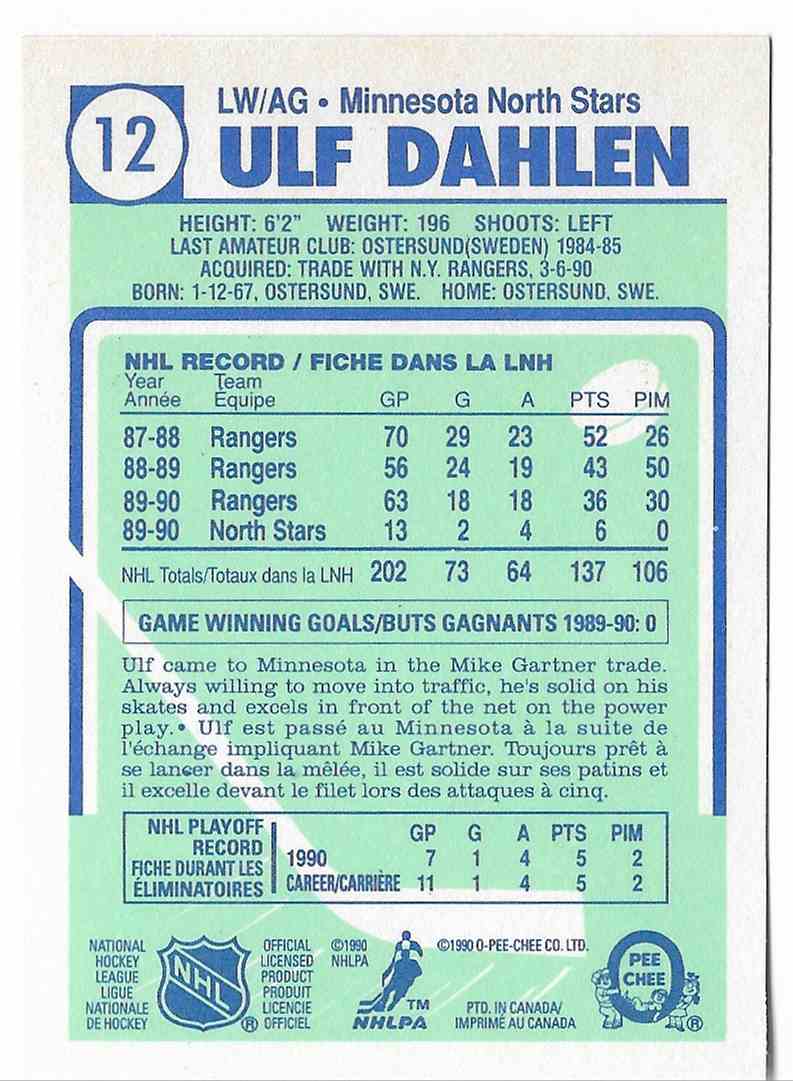 12
LW/AG • Minnesota North Stars
ULF DAHLEN
HEIGHT: 6'2" WEIGHT: 196 SHOOTS: LEFT
LAST AMATEUR CLUB: OSTERSUND(SWEDEN) 1984-85
ACQUIRED: TRADE WITH N.Y. RANGERS, 3-6-90
BORN: 1-12-67, OSTERSUND, SWE. HOME: OSTERSUND, SWE.
NHL RECORD / FICHE DANS LA LNH
Year Team
Année Equipe GP G A PTS PIM
87-88 Rangers 70 29 23 52 26
88-89 Rangers 56 24 19 43 50
89-90 Rangers 63 18 18 36 30
89-90 North Stars 13 2 4 6 0
NHL Totals/Totaux dans la LNH 202 73 64 137 106
GAME WINNING GOALS/BUTS GAGNANTS 1989-90: 0
Ulf came to Minnesota in the Mike Gartner trade.
Always willing to move into traffic, he's solid on his
skates and excels in front of the net on the power
play.• Ulf est passé au Minnesota à la suite de
l'échange impliquant Mike Gartner. Toujours prêt à
se lancer dans la mêlée, il est solide sur ses patins et
il excelle devant le filet lors des attaques à cinq.
NHL PLAYOFF
RECORD
FICHE DURANT LES
ÉLIMINATOIRES
GP G A PTS PIM
1990 7 1 4 5 2
CAREER/CARRIÈRE 11 1 4 5 2
NATIONAL
HOCKEY
LEAGUE
LIGUE
NATIONALE
DE HOCKEY
NHL
®
OFFICIAL
LICENSED
PRODUCT
PRODUIT
LICENCIE
OFFICIEL
©1990
NHLPA
TM
NHLPA
©1990 O-PEE-CHEE CO. LTD.
PTD. IN CANADA/
IMPRIMÉ AU CANADA
O
PEE
CHEE
®